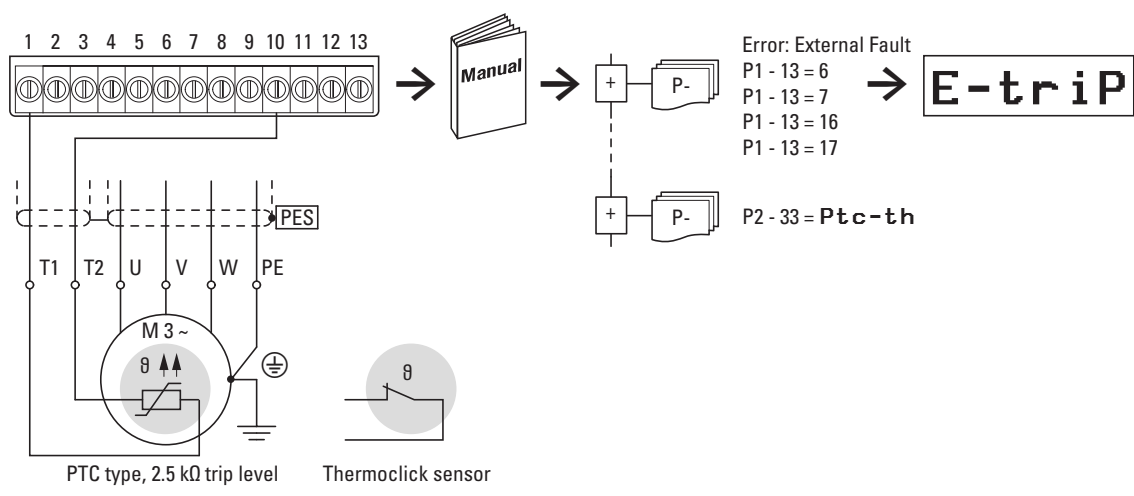 1 2 3 4 5 6 7 8 9 10 11 12 13
Manual
+
P-
Error: External Fault
P1 - 13 = 6
P1 - 13 = 7
P1 - 13 = 16
P1 - 13 = 17
E-triP
+
P-
P2 - 33 = Ptc-th
PES
T1 T2 U V W PE
M 3 ~
ϑ
ϑ
PTC type, 2.5 kΩ trip level
Thermoclick sensor